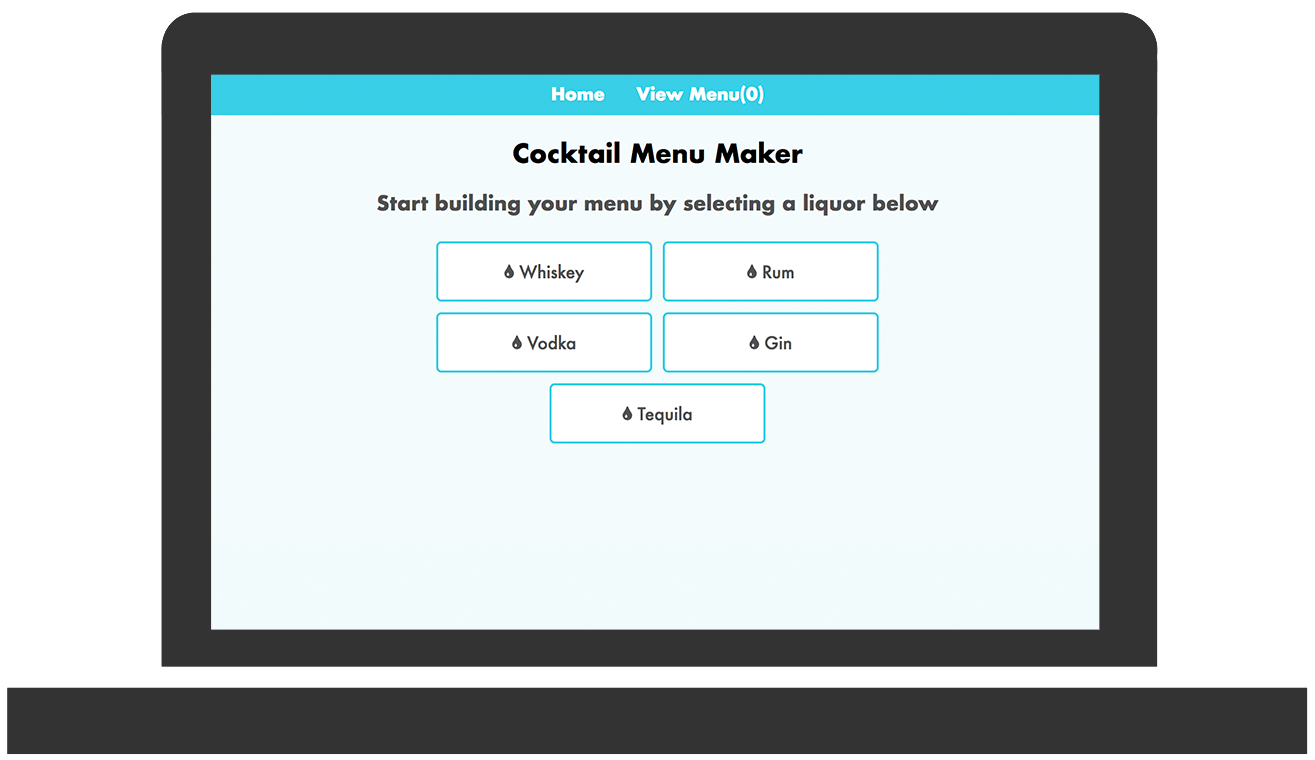 Home View Menu(0)
Cocktail Menu Maker
Start building your menu by selecting a liquor below
Whiskey Rum
Vodka Gin
Tequila